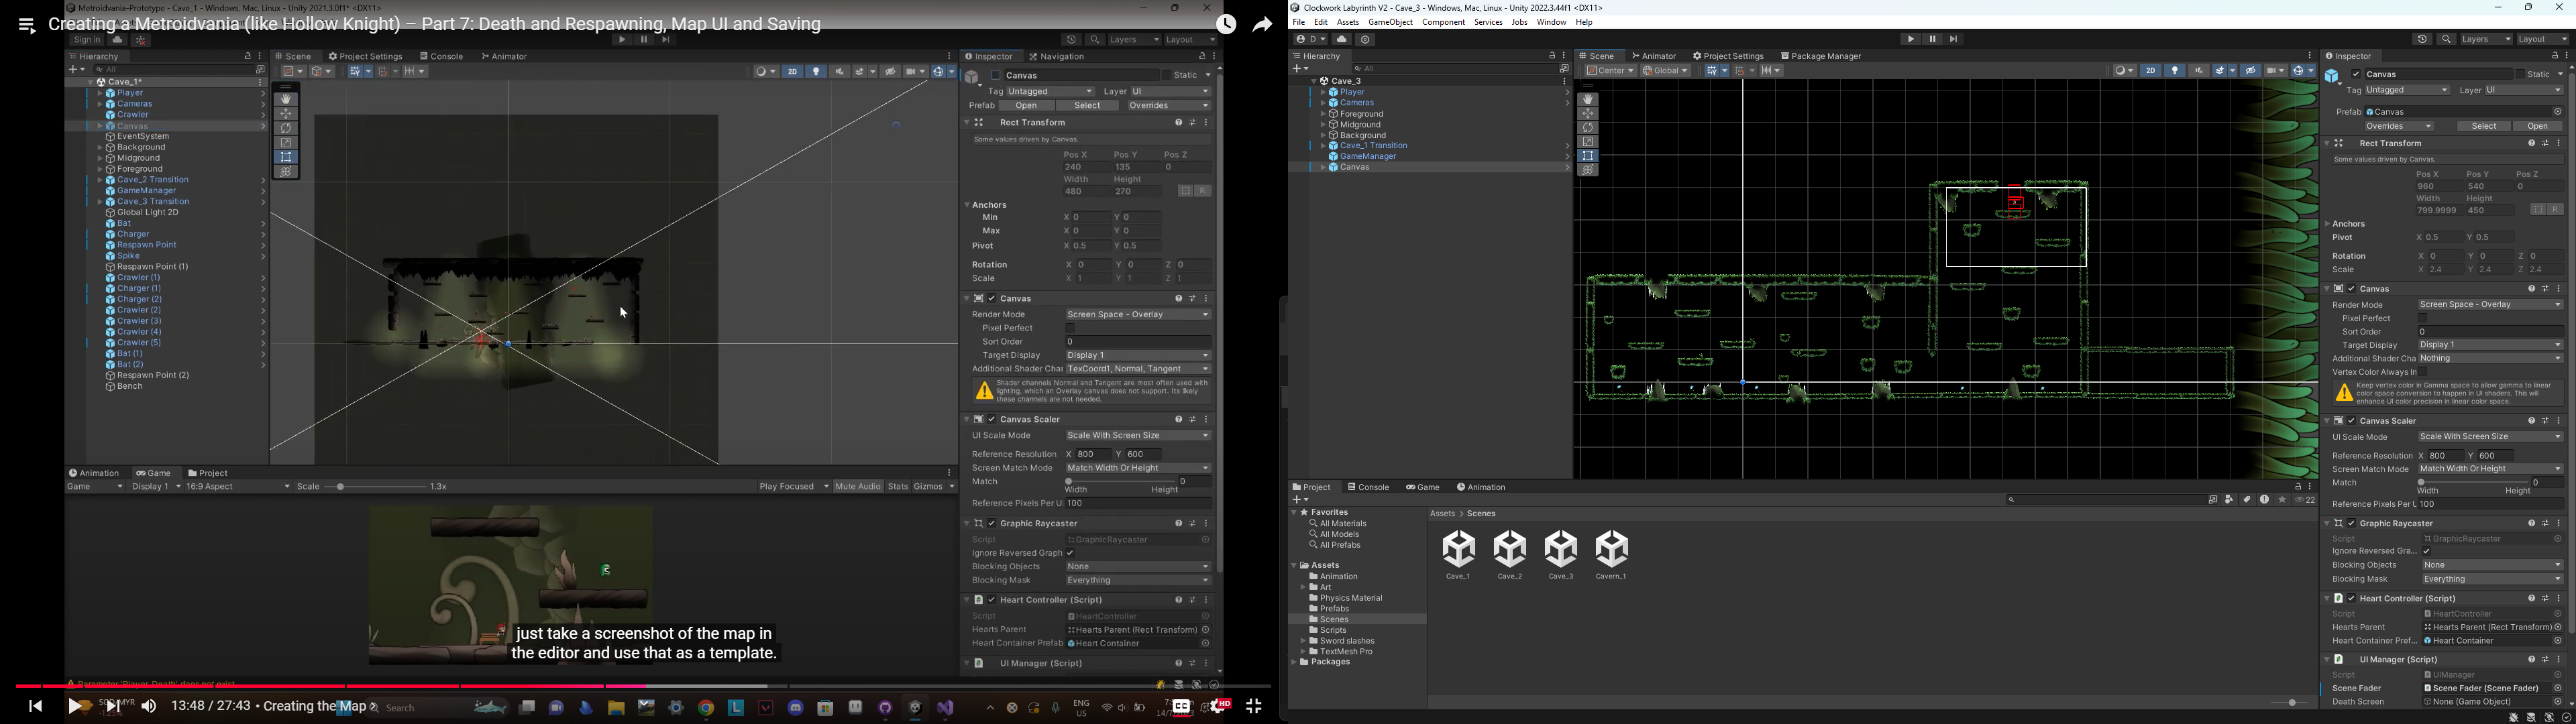 Metroidvania-Prototype - Cave_1 - Windows, Mac, Linux - Unity 2021.3.0f1* <DX11>
Creating a Metroidvania (like Hollow Knight) – Part 7: Death and Respawning, Map UI and Saving
Sign in
Layers
Layout
Hierarchy
All
Cave_1*
Player
Cameras
Crawler
Canvas
EventSystem
Background
Midground
Foreground
Cave_2 Transition
GameManager
Cave_3 Transition
Global Light 2D
Bat
Charger
Respawn Point
Spike
Respawn Point (1)
Crawler (1)
Charger (1)
Charger (2)
Crawler (2)
Crawler (3)
Crawler (4)
Crawler (5)
Bat (1)
Bat (2)
Respawn Point (2)
Bench
Scene
Project Settings
Console
Animator
2D
Animation
Game
Project
Game
Display 1
16:9 Aspect
Scale
1.3x
Play Focused
Mute Audio
Stats
Gizmos
just take a screenshot of the map in
the editor and use that as a template.
Inspector
Navigation
Canvas
Static
Tag Untagged
Layer UI
Prefab
Open
Select
Overrides
Rect Transform
Some values driven by Canvas.
Pos X Pos Y Pos Z
240 135 0
Width Height
480 270
R
Anchors
Min X 0 Y 0
Max X 0 Y 0
Pivot X 0.5 Y 0.5
Rotation X 0 Y 0 Z 0
Scale X 1 Y 1 Z 1
Canvas
Render Mode Screen Space - Overlay
Pixel Perfect
Sort Order 0
Target Display Display 1
Additional Shader Char TexCoord1, Normal, Tangent
Shader channels Normal and Tangent are most often used with
lighting, which an Overlay canvas does not support. Its likely
these channels are not needed.
Canvas Scaler
UI Scale Mode Scale With Screen Size
Reference Resolution X 800 Y 600
Screen Match Mode Match Width Or Height
Match 0
Width Height
Reference Pixels Per U 100
Graphic Raycaster
Script GraphicRaycaster
Ignore Reversed Graph
Blocking Objects None
Blocking Mask Everything
Heart Controller (Script)
Script HeartController
Hearts Parent Hearts Parent (Rect Transform)
Heart Container Prefab Heart Container
UI Manager (Script)
Parameter 'Player_Death' does not exist
13:48 / 27:43 • Creating the Map >
Search
ENG
US
CC
HD
Clockwork Labyrinth V2 - Cave_3 - Windows, Mac, Linux - Unity 2022.3.44f1 <DX11>
File Edit Assets GameObject Component Services Jobs Window Help
D
Layers
Layout
Hierarchy
All
Cave_3
Player
Cameras
Foreground
Midground
Background
Cave_1 Transition
GameManager
Canvas
Scene
Animator
Project Settings
Package Manager
Center
Global
2D
Project
Console
Game
Animation
22
Favorites
All Materials
All Models
All Prefabs
Assets
Animation
Art
Physics Material
Prefabs
Scenes
Scripts
Sword slashes
TextMesh Pro
Packages
Assets > Scenes
Cave_1
Cave_2
Cave_3
Cavern_1
Inspector
Canvas
Static
Tag Untagged
Layer UI
Prefab Canvas
Overrides
Select
Open
Rect Transform
Some values driven by Canvas.
Pos X Pos Y Pos Z
960 540 0
Width Height
799.9999 450
R
Anchors
Pivot X 0.5 Y 0.5
Rotation X 0 Y 0 Z 0
Scale X 2.4 Y 2.4 Z 2.4
Canvas
Render Mode Screen Space - Overlay
Pixel Perfect
Sort Order 0
Target Display Display 1
Additional Shader Cha Nothing
Vertex Color Always In
Keep vertex color in Gamma space to allow gamma to linear
color space conversion to happen in UI shaders. This will
enhance UI color precision in linear color space.
Canvas Scaler
UI Scale Mode Scale With Screen Size
Reference Resolution X 800 Y 600
Screen Match Mode Match Width Or Height
Match 0
Width Height
Reference Pixels Per U 100
Graphic Raycaster
Script GraphicRaycaster
Ignore Reversed Gra...
Blocking Objects None
Blocking Mask Everything
Heart Controller (Script)
Script HeartController
Hearts Parent Hearts Parent (Rect Transform)
Heart Container Pref... Heart Container
UI Manager (Script)
Script UIManager
Scene Fader Scene Fader (Scene Fader)
Death Screen None (Game Object)